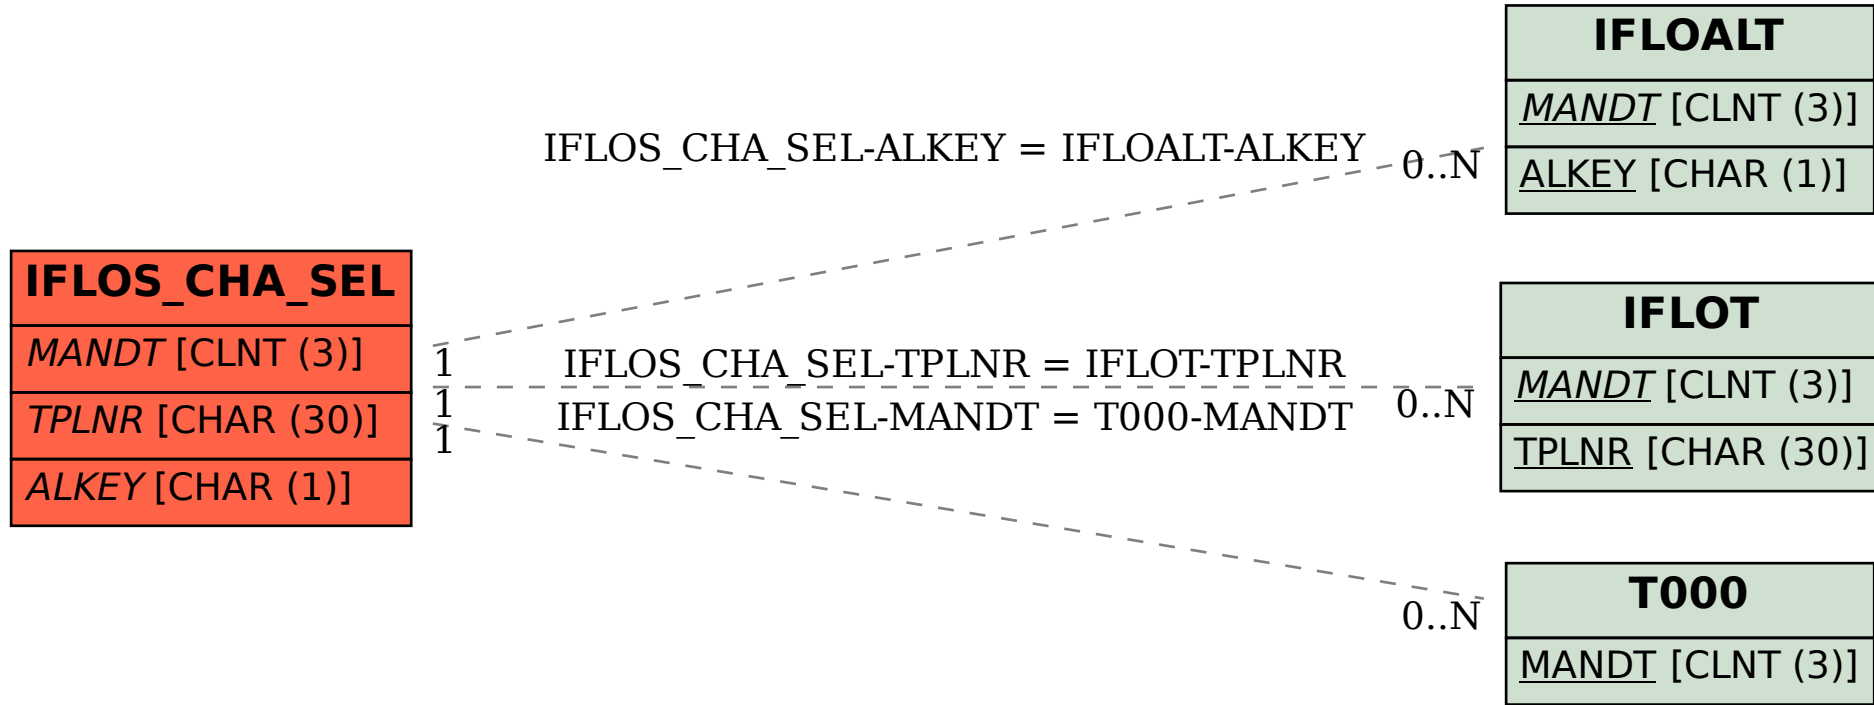 IFLOALT
MANDT [CLNT (3)]
ALKEY [CHAR (1)]
IFLOS_CHA_SEL-ALKEY = IFLOALT-ALKEY
0..N
IFLOS_CHA_SEL
MANDT [CLNT (3)]
TPLNR [CHAR (30)]
ALKEY [CHAR (1)]
1
1
1
IFLOS_CHA_SEL-TPLNR = IFLOT-TPLNR
IFLOS_CHA_SEL-MANDT = T000-MANDT
0..N
IFLOT
MANDT [CLNT (3)]
TPLNR [CHAR (30)]
0..N
T000
MANDT [CLNT (3)]